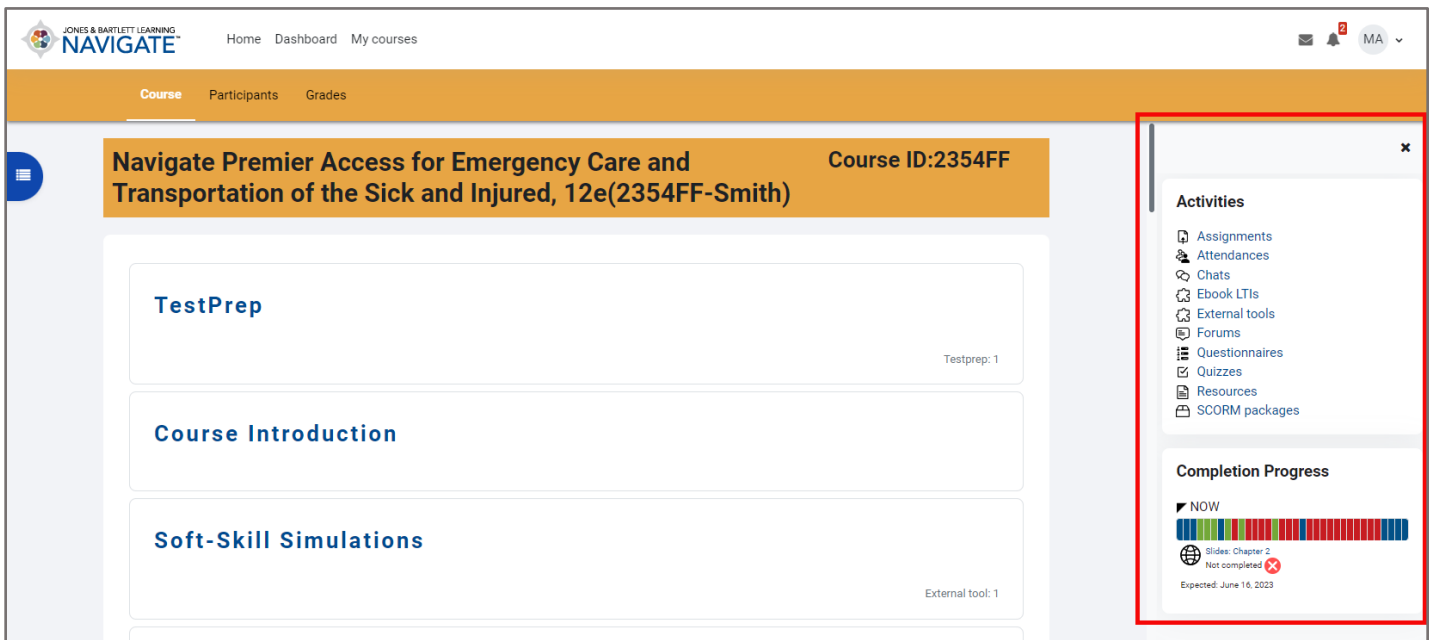 JONES & BARTLETT LEARNING
NAVIGATE™
Home Dashboard My courses
2
MA
Course Participants Grades
Navigate Premier Access for Emergency Care and
Transportation of the Sick and Injured, 12e(2354FF-Smith)
Course ID:2354FF
TestPrep
Testprep: 1
Course Introduction
Soft-Skill Simulations
External tool: 1
Activities
Assignments
Attendances
Chats
Ebook LTIs
External tools
Forums
Questionnaires
Quizzes
Resources
SCORM packages
Completion Progress
NOW
Slides: Chapter 2
Not completed
Expected: June 16, 2023